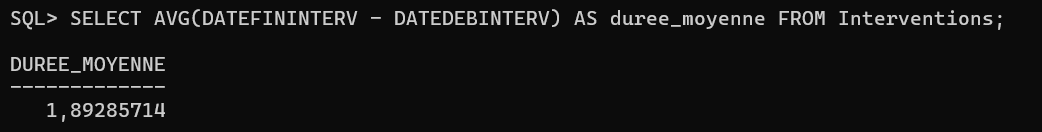 SQL> SELECT AVG(DATEFININTERV - DATEDEBINTERV) AS duree_moyenne FROM Interventions;
DUREE_MOYENNE
-------------
1,89285714